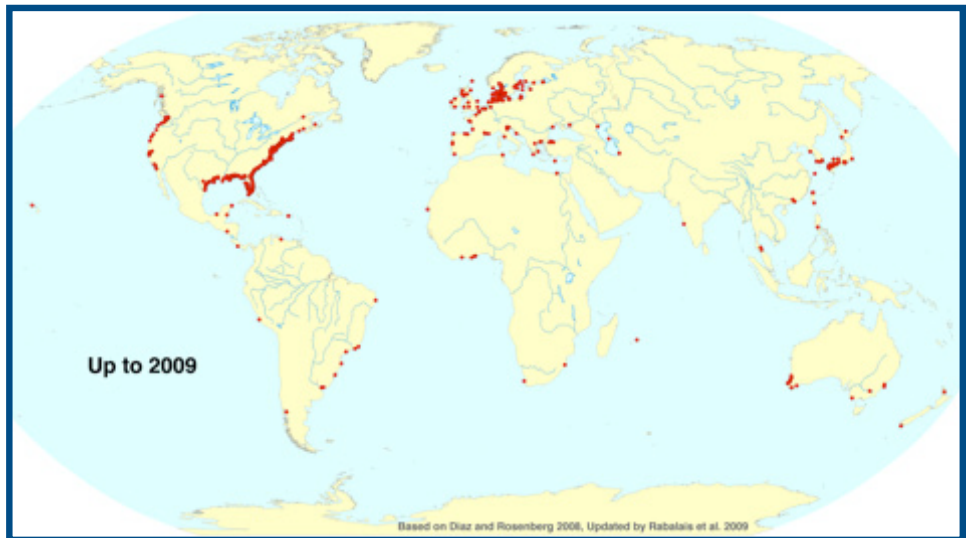 Up to 2009
Based on Diaz and Rosenberg 2008, Updated by Rabalais et al. 2009